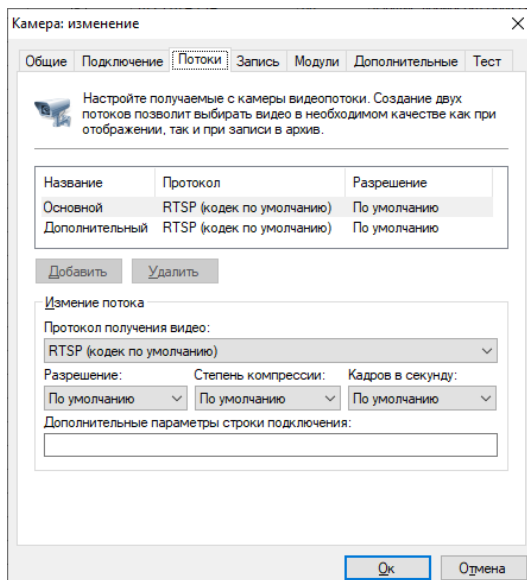 Камера: изменение
Общие Подключение Потоки Запись Модули Дополнительные Тест
Настройте получаемые с камеры видеопотоки. Создание двух
потоков позволит выбирать видео в необходимом качестве как при
отображении, так и при записи в архив.
Название Протокол Разрешение
Основной RTSP (кодек по умолчанию) По умолчанию
Дополнительный RTSP (кодек по умолчанию) По умолчанию
Добавить Удалить
Измение потока
Протокол получения видео:
RTSP (кодек по умолчанию)
Разрешение: Степень компрессии: Кадров в секунду:
По умолчанию По умолчанию По умолчанию
Дополнительные параметры строки подключения:
Ок Отмена